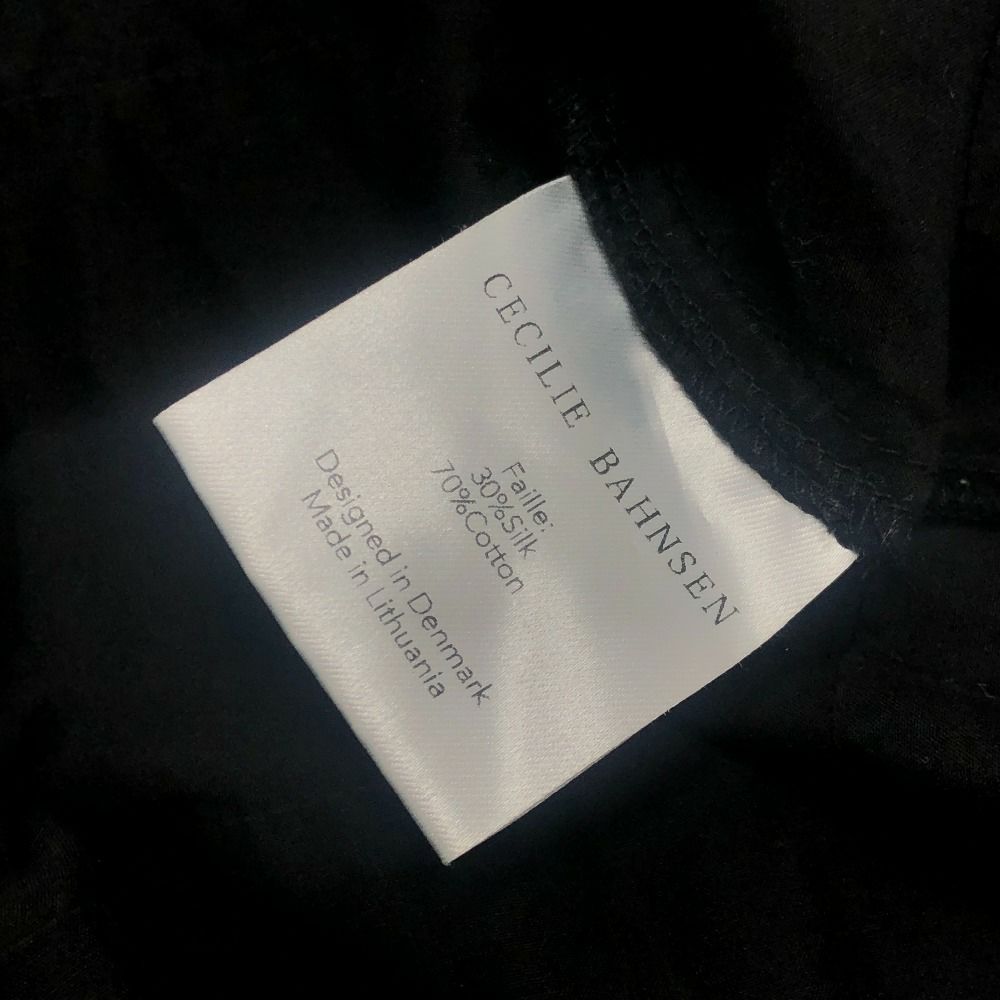 CECILIE BAHNSEN
Faille:
30%Silk
70%Cotton
Designed in Denmark
Made in Lithuania